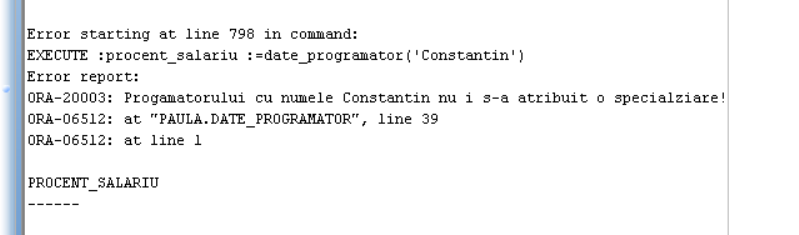 Error starting at line 798 in command:
EXECUTE :procent_salariu :=date_programator('Constantin')
Error report:
ORA-20003: Progamatorului cu numele Constantin nu i s-a atribuit o specialziare!
ORA-06512: at "PAULA.DATE_PROGRAMATOR", line 39
ORA-06512: at line 1
PROCENT_SALARIU
------